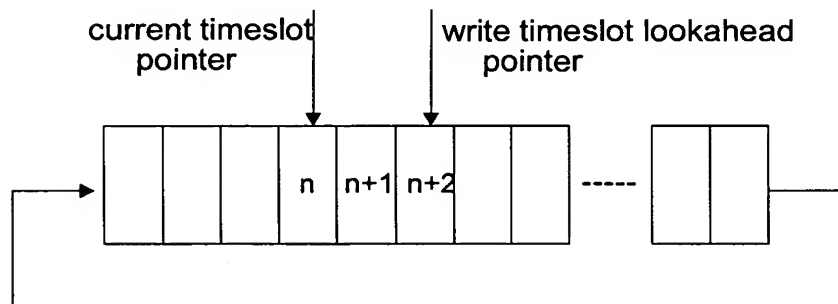 current timeslot
pointer
write timeslot lookahead
pointer
n n+1 n+2